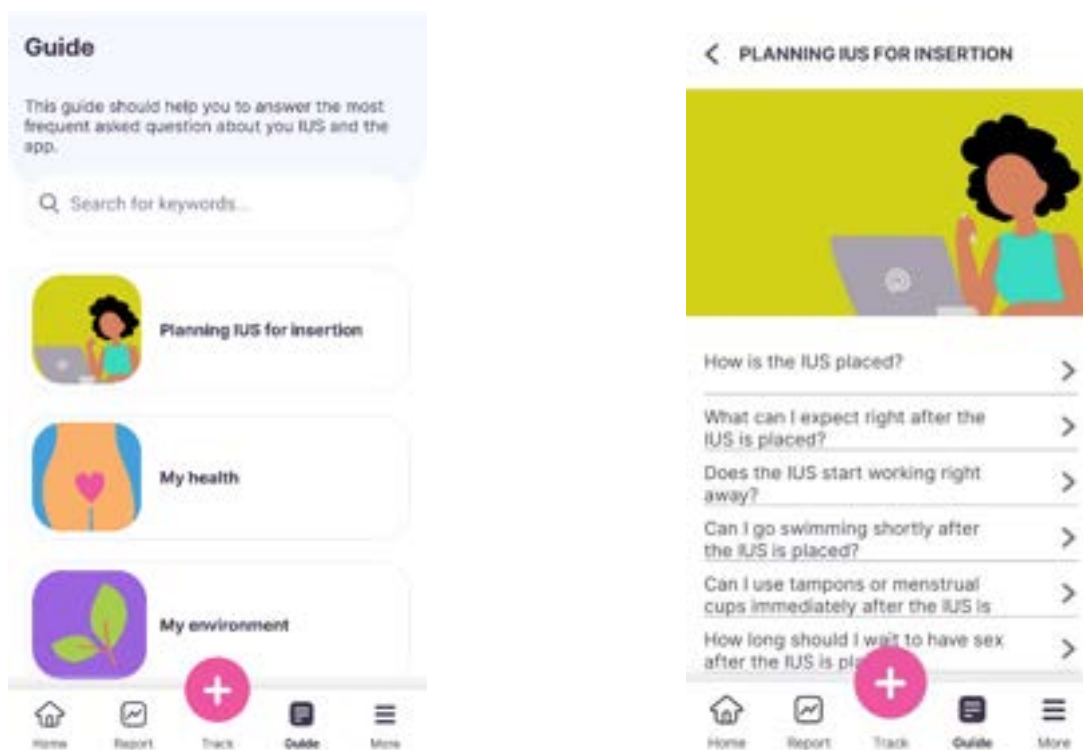 Guide
This guide should help you to answer the most
frequent asked question about you IUS and the
app.
Search for keywords...
Planning IUS for insertion
My health
My environment
Home
Report
Track
Guide
More
PLANNING IUS FOR INSERTION
How is the IUS placed?
What can I expect right after the
IUS is placed?
Does the IUS start working right
away?
Can I go swimming shortly after
the IUS is placed?
Can I use tampons or menstrual
cups immediately after the IUS is
How long should I wait to have sex
after the IUS is
Home
Report
Track
Guide
More